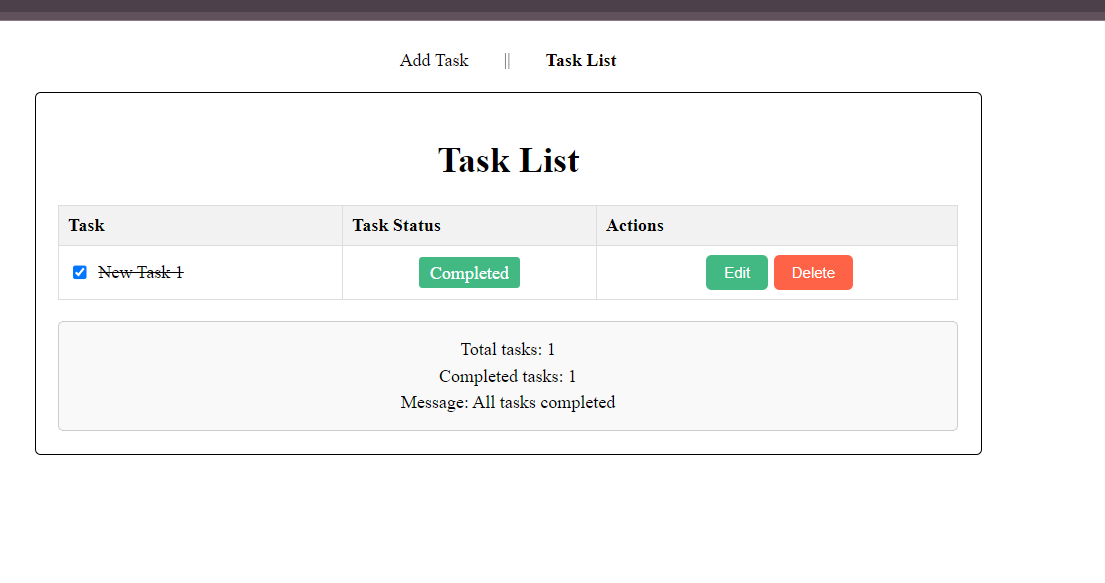 Add Task || Task List
Task List
Task Task Status Actions
New Task 1 Completed Edit Delete
Total tasks: 1
Completed tasks: 1
Message: All tasks completed